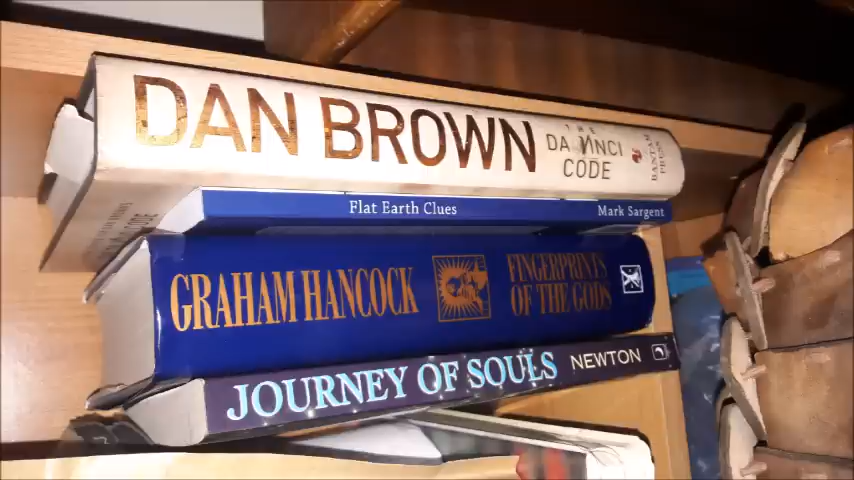 DAN BROWN
THE
DA VINCI
CODE
BANTAM
PRESS
Flat Earth Clues
Mark Sargent
GRAHAM HANCOCK
FINGERPRINTS
OF THE GODS
JOURNEY OF SOULS
NEWTON